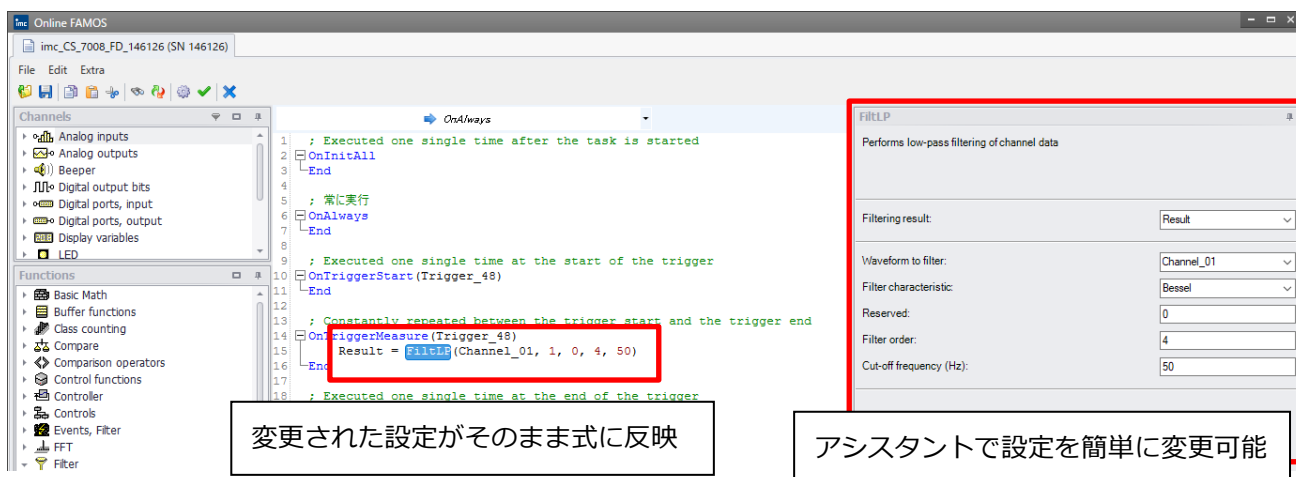 imc Online FAMOS
imc_CS_7008_FD_146126 (SN 146126)
File Edit Extra
Channels
Analog inputs
Analog outputs
Beeper
Digital output bits
Digital ports, input
Digital ports, output
Display variables
LED
Functions
Basic Math
Buffer functions
Class counting
Compare
Comparison operators
Control functions
Controller
Controls
Events, Filter
FFT
Filter
OnAlways
1 ; Executed one single time after the task is started
2 OnInitAll
3 End
4
5 ; 常に実行
6 OnAlways
7 End
8
9 ; Executed one single time at the start of the trigger
10 OnTriggerStart(Trigger_48)
11 End
12
13 ; Constantly repeated between the trigger start and the trigger end
14 OnTriggerMeasure(Trigger_48)
15 Result = FiltLP(Channel_01, 1, 0, 4, 50)
16 End
17
18 ; Executed one single time at the end of the trigger
変更された設定がそのまま式に反映
FiltLP
Performs low-pass filtering of channel data
Filtering result: Result
Waveform to filter: Channel_01
Filter characteristic: Bessel
Reserved: 0
Filter order: 4
Cut-off frequency (Hz): 50
アシスタントで設定を簡単に変更可能